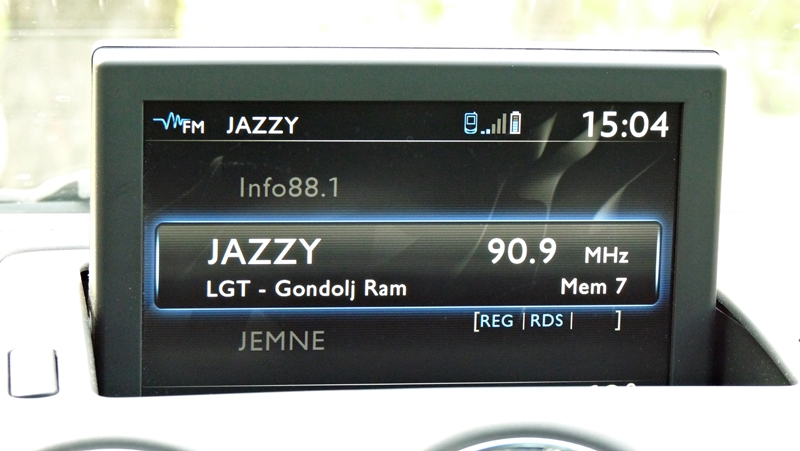 FM JAZZY 15:04
Info88.1
JAZZY 90.9 MHz
LGT - Gondolj Ram Mem 7
[REG |RDS | ]
JEMNE